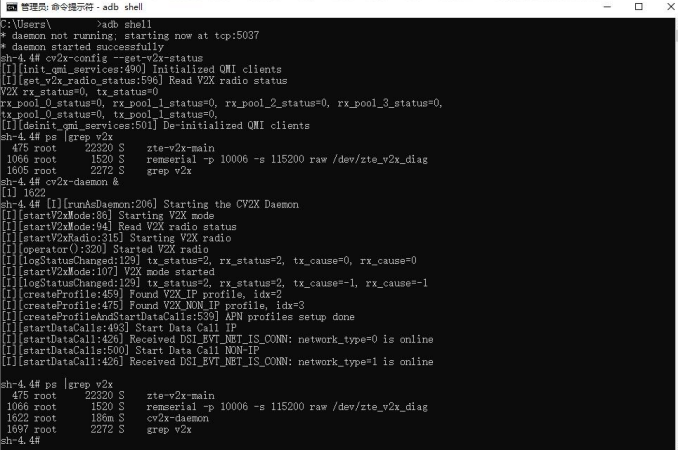 管理员: 命令提示符 - adb shell
C:\Users\ >adb shell
* daemon not running; starting now at tcp:5037
* daemon started successfully
sh-4.4# cv2x-config --get-v2x-status
[I][init_qmi_services:490] Initialized QMI clients
[I][get_v2x_radio_status:596] Read V2X radio status
V2X rx_status=0, tx_status=0
rx_pool_0_status=0, rx_pool_1_status=0, rx_pool_2_status=0, rx_pool_3_status=0,
tx_pool_0_status=0, tx_pool_1_status=0,
[I][deinit_qmi_services:501] De-initialized QMI clients
sh-4.4# ps |grep v2x
475 root 22320 S zte-v2x-main
1066 root 1520 S remserial -p 10006 -s 115200 raw /dev/zte_v2x_diag
1605 root 2272 S grep v2x
sh-4.4# cv2x-daemon &
[1] 1622
sh-4.4# [I][runAsDaemon:206] Starting the CV2X Daemon
[I][startV2xMode:86] Starting V2X mode
[I][startV2xMode:94] Read V2X radio status
[I][startV2xRadio:315] Starting V2X radio
[I][operator():320] Started V2X radio
[I][logStatusChanged:129] tx_status=2, rx_status=2, tx_cause=0, rx_cause=0
[I][startV2xMode:107] V2X mode started
[I][logStatusChanged:129] tx_status=2, rx_status=2, tx_cause=-1, rx_cause=-1
[I][createProfile:459] Found V2X_IP profile, idx=2
[I][createProfile:475] Found V2X_NON_IP profile, idx=3
[I][createProfileAndStartDataCalls:539] APN profiles setup done
[I][startDataCalls:493] Start Data Call IP
[I][startDataCall:426] Received DSI_EVT_NET_IS_CONN: network_type=0 is online
[I][startDataCalls:500] Start Data Call NON-IP
[I][startDataCall:426] Received DSI_EVT_NET_IS_CONN: network_type=1 is online
sh-4.4# ps |grep v2x
475 root 22320 S zte-v2x-main
1066 root 1520 S remserial -p 10006 -s 115200 raw /dev/zte_v2x_diag
1622 root 186m S cv2x-daemon
1697 root 2272 S grep v2x
sh-4.4#